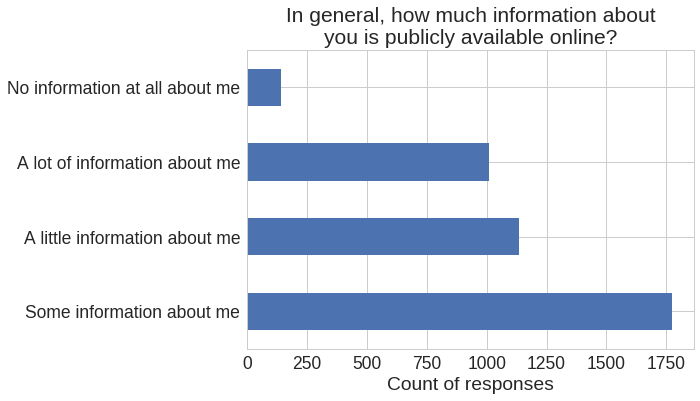 In general, how much information about
you is publicly available online?
No information at all about me
A lot of information about me
A little information about me
Some information about me
0 250 500 750 1000 1250 1500 1750
Count of responses